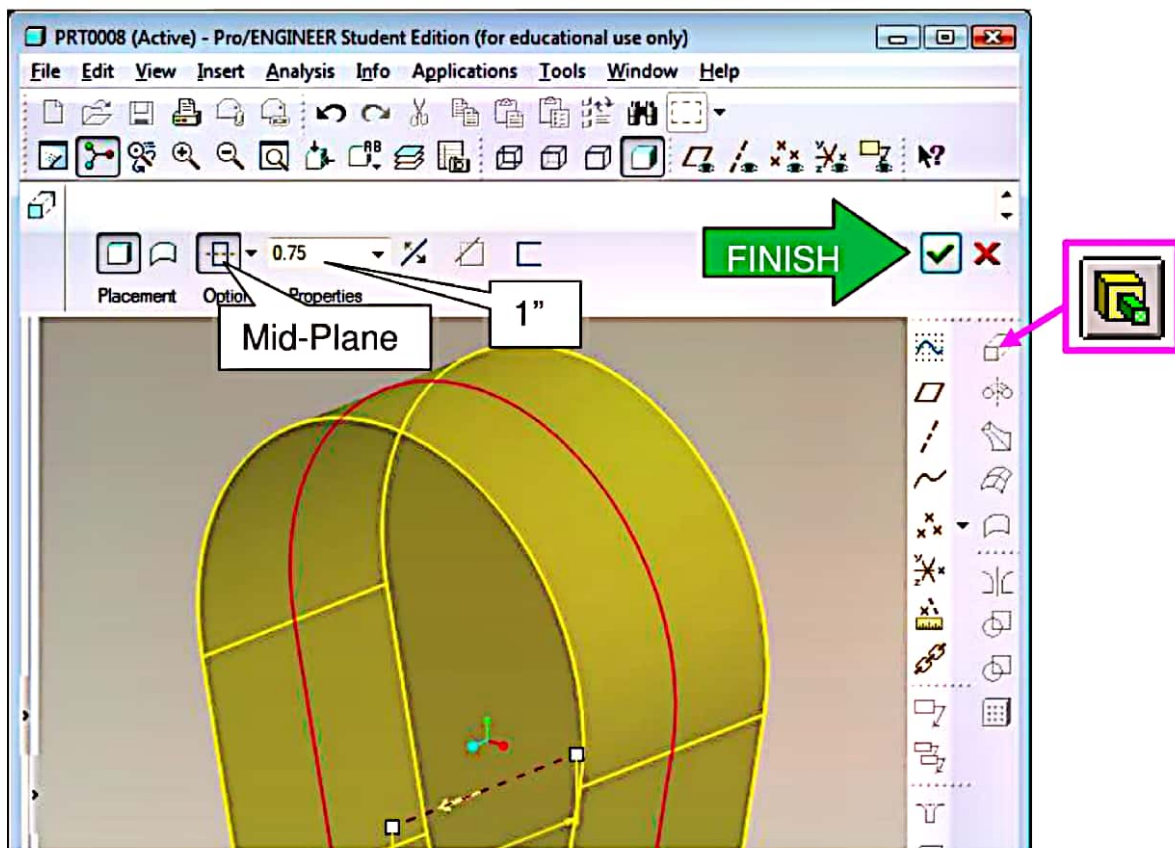 PRT0008 (Active) - Pro/ENGINEER Student Edition (for educational use only)
File Edit View Insert Analysis Info Applications Tools Window Help
0.75
FINISH
Placement Option Properties
1”
Mid-Plane